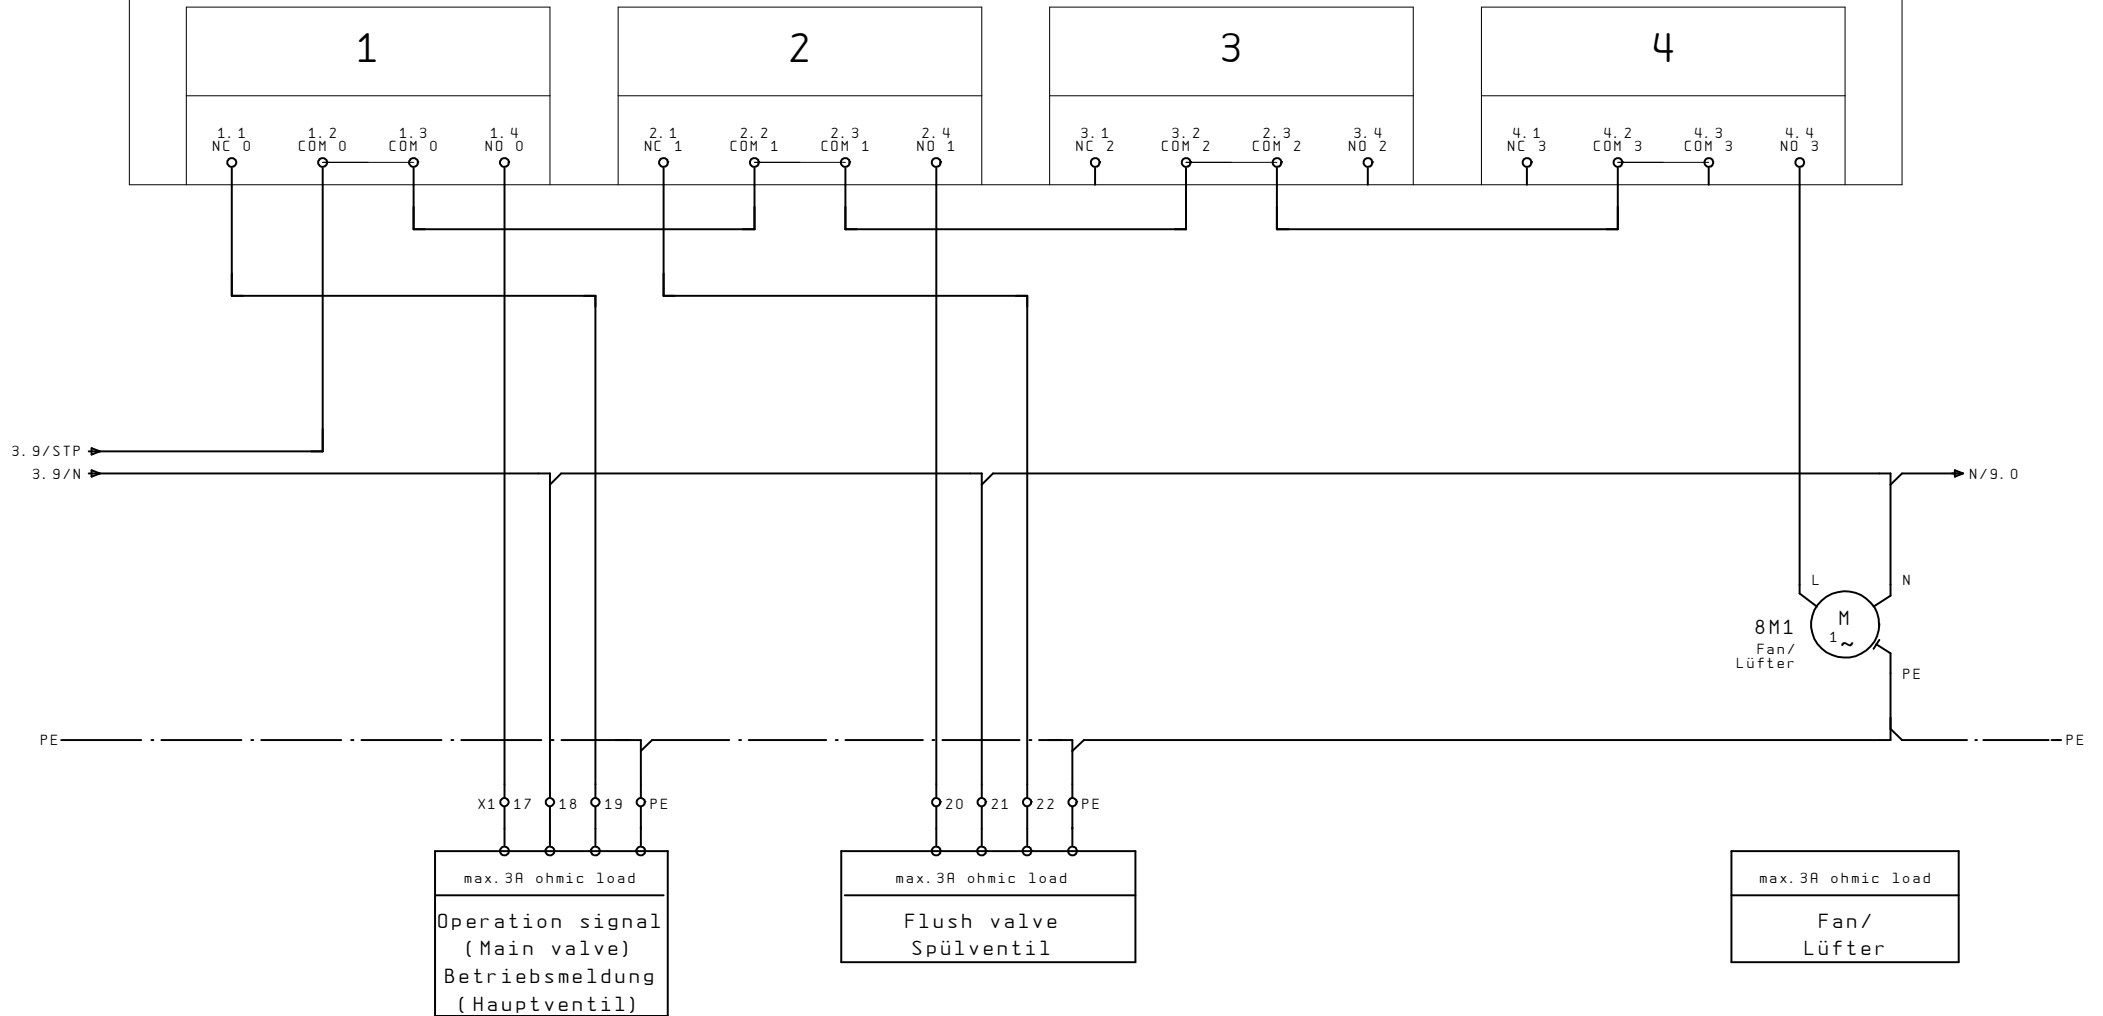 1 2 3 4
1.1 1.2 1.3 1.4 2.1 2.2 2.3 2.4 3.1 3.2 2.3 3.4 4.1 4.2 4.3 4.4
NC 0 COM 0 COM 0 NO 0 NC 1 COM 1 COM 1 NO 1 NC 2 COM 2 COM 2 NO 2 NC 3 COM 3 COM 3 NO 3
3.9/STP
3.9/N N/9.0
L N
M
8M1 1 ~
Fan/
Lüfter
PE
PE PE
X1 17 18 19 PE 20 21 22 PE
max.3A ohmic load
Operation signal
(Main valve)
Betriebsmeldung
(Hauptventil)
max.3A ohmic load
Flush valve
Spülventil
max.3A ohmic load
Fan/
Lüfter